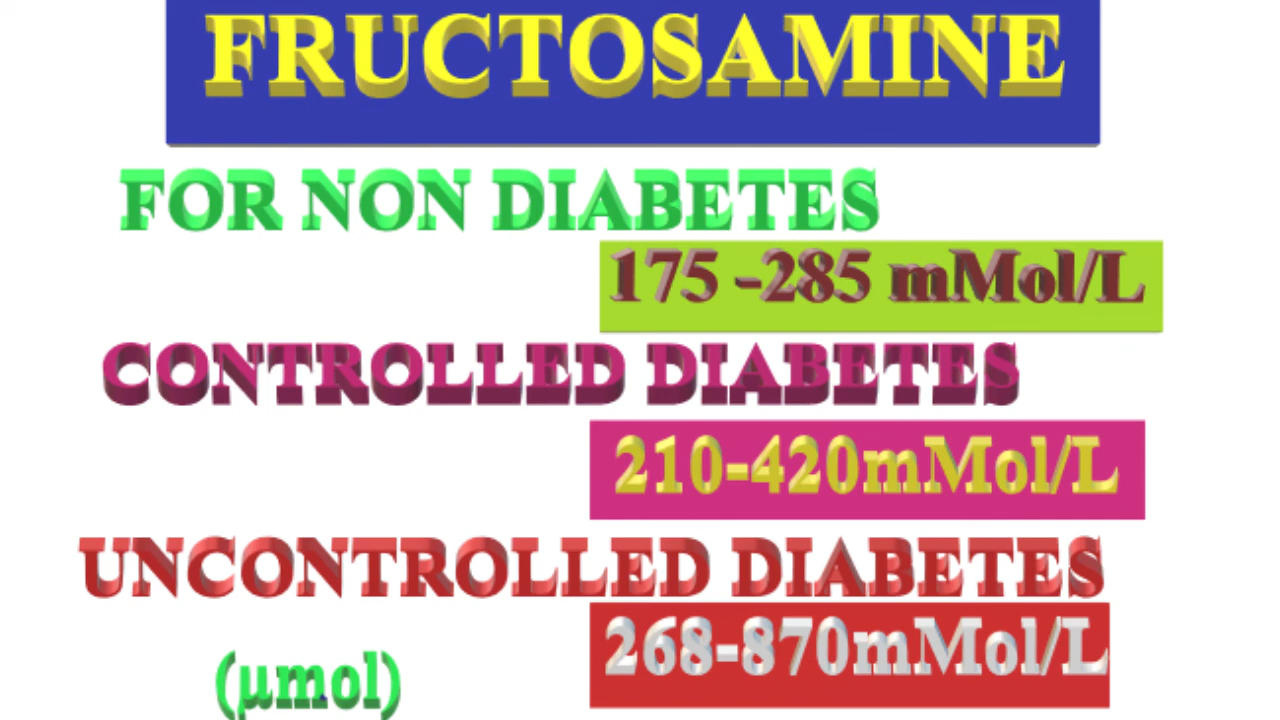 FRUCTOSAMINE
FOR NON DIABETES
175 -285 mMol/L
CONTROLLED DIABETES
210-420mMol/L
UNCONTROLLED DIABETES
268-870mMol/L
(µmol)